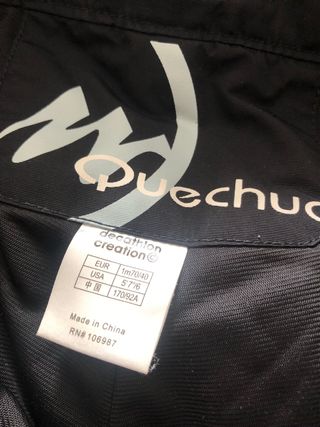 Quechua
decathlon
creation©
EUR 1m70/40
USA 5'7"/6
中国 170/92A
Made in China
RN# 106987